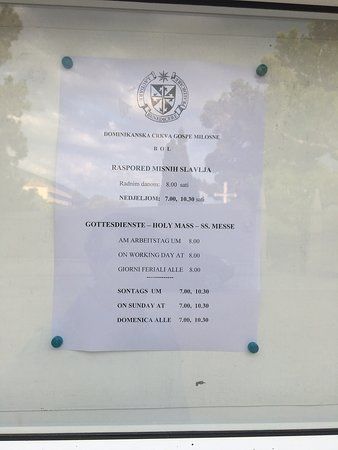 LAUDARE
BENEDICERE
DOMINIKANSKA CRKVA GOSPE MILOSNE
B O L
RASPORED MISNIH SLAVLJA
Radnim danom: 8.00 sati
NEDJELJOM: 7.00, 10.30 sati
GOTTESDIENSTE – HOLY MASS – SS. MESSE
AM ARBEITSTAG UM 8.00
ON WORKING DAY AT 8.00
GIORNI FERIALI ALLE 8.00
-------------
SONTAGS UM 7.00, 10.30
ON SUNDAY AT 7.00, 10.30
DOMENICA ALLE 7.00, 10.30